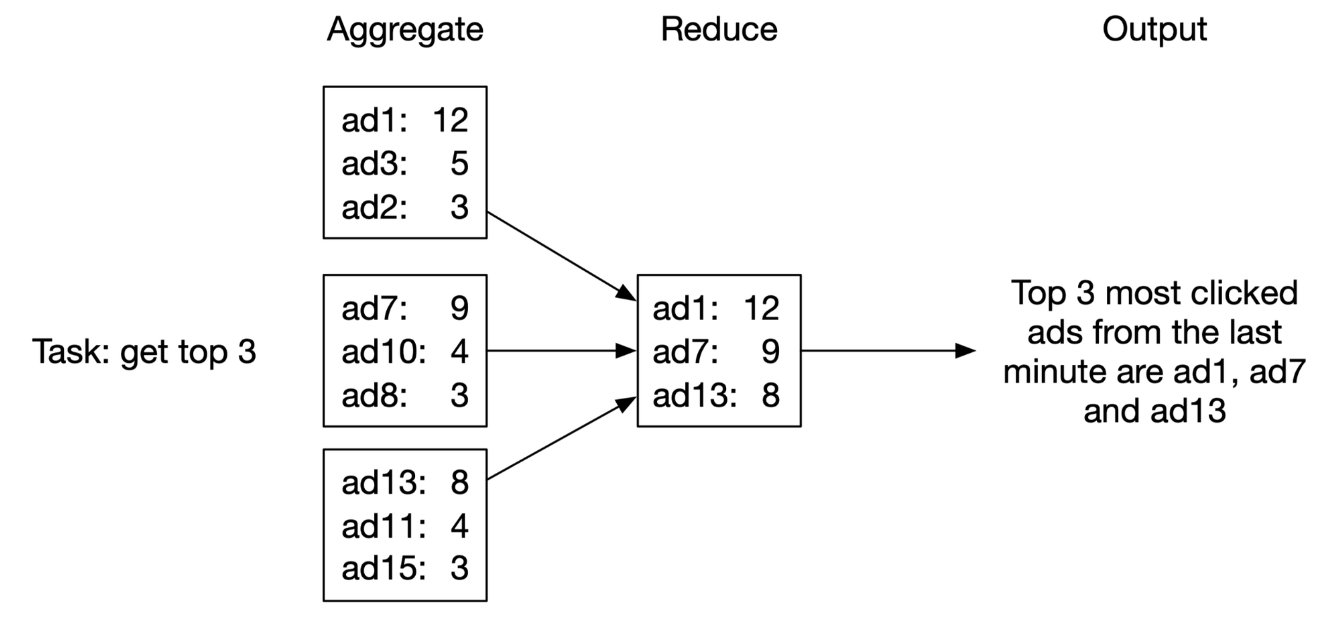 Aggregate
Reduce
Output
Task: get top 3
ad1: 12
ad3: 5
ad2: 3
ad7: 9
ad10: 4
ad8: 3
ad13: 8
ad11: 4
ad15: 3
ad1: 12
ad7: 9
ad13: 8
Top 3 most clicked
ads from the last
minute are ad1, ad7
and ad13